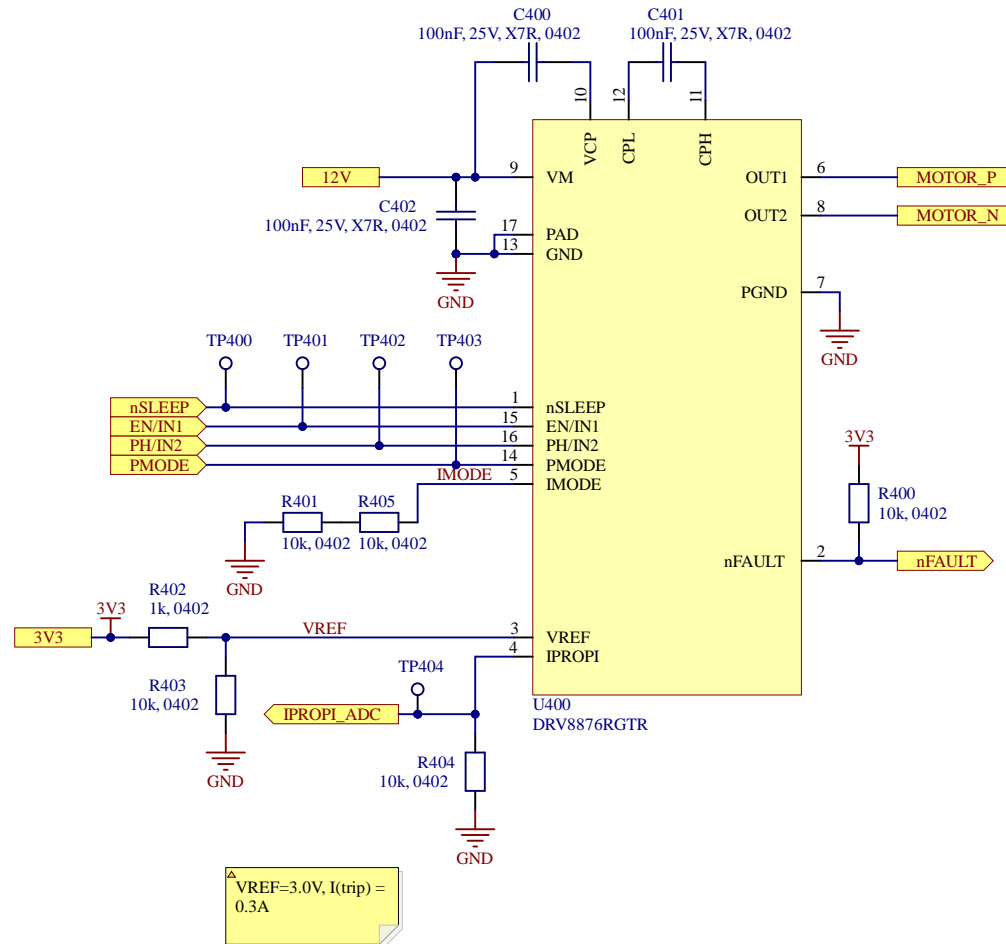 C400
100nF, 25V, X7R, 0402
C401
100nF, 25V, X7R, 0402
10
12
11
VCP
CPL
CPH
12V
9
VM
OUT1
6
MOTOR_P
C402
100nF, 25V, X7R, 0402
OUT2
8
MOTOR_N
17
PAD
13
GND
GND
PGND
7
GND
TP400
TP401
TP402
TP403
nSLEEP
1
nSLEEP
EN/IN1
15
EN/IN1
PH/IN2
16
PH/IN2
PMODE
14
PMODE
IMODE
5
IMODE
3V3
R400
10k, 0402
R401
10k, 0402
R405
10k, 0402
GND
nFAULT
2
nFAULT
R402
1k, 0402
3V3
3V3
VREF
3
VREF
4
IPROPI
R403
10k, 0402
TP404
IPROPI_ADC
GND
U400
DRV8876RGTR
R404
10k, 0402
GND
VREF=3.0V, I(trip) =
0.3A